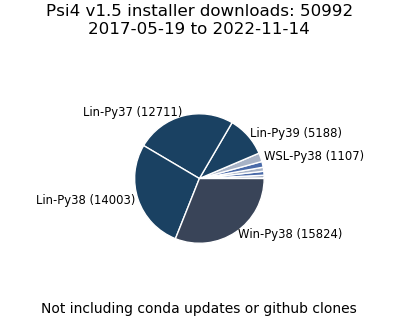 Psi4 v1.5 installer downloads: 50992
2017-05-19 to 2022-11-14
Lin-Py37 (12711)
Lin-Py39 (5188)
WSL-Py38 (1107)
Lin-Py38 (14003)
Win-Py38 (15824)
Not including conda updates or github clones